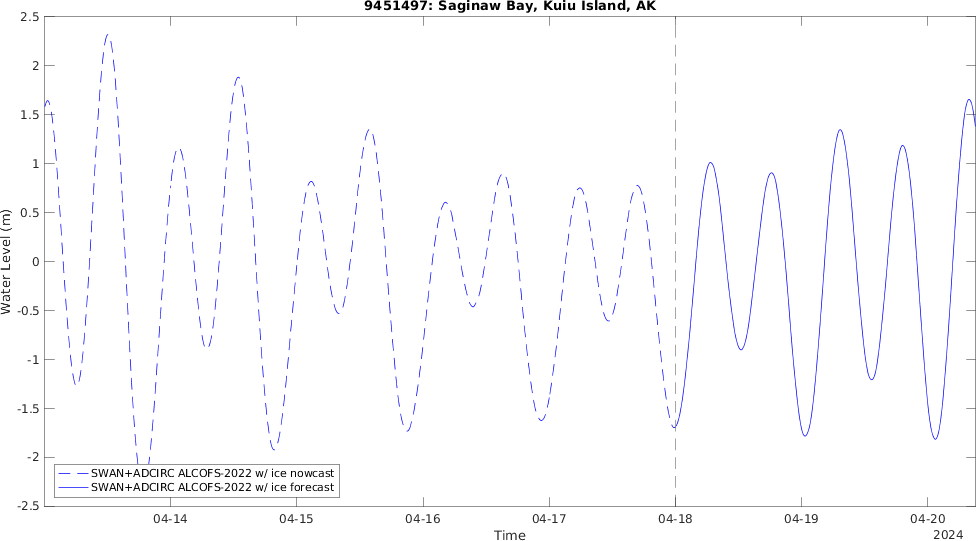 9451497: Saginaw Bay, Kuiu Island, AK
2.5
2
1.5
1
0.5
0
-0.5
-1
-1.5
-2
-2.5
Water Level (m)
SWAN+ADCIRC ALCOFS-2022 w/ ice nowcast
SWAN+ADCIRC ALCOFS-2022 w/ ice forecast
04-14 04-15 04-16 04-17 04-18 04-19 04-20
Time
2024